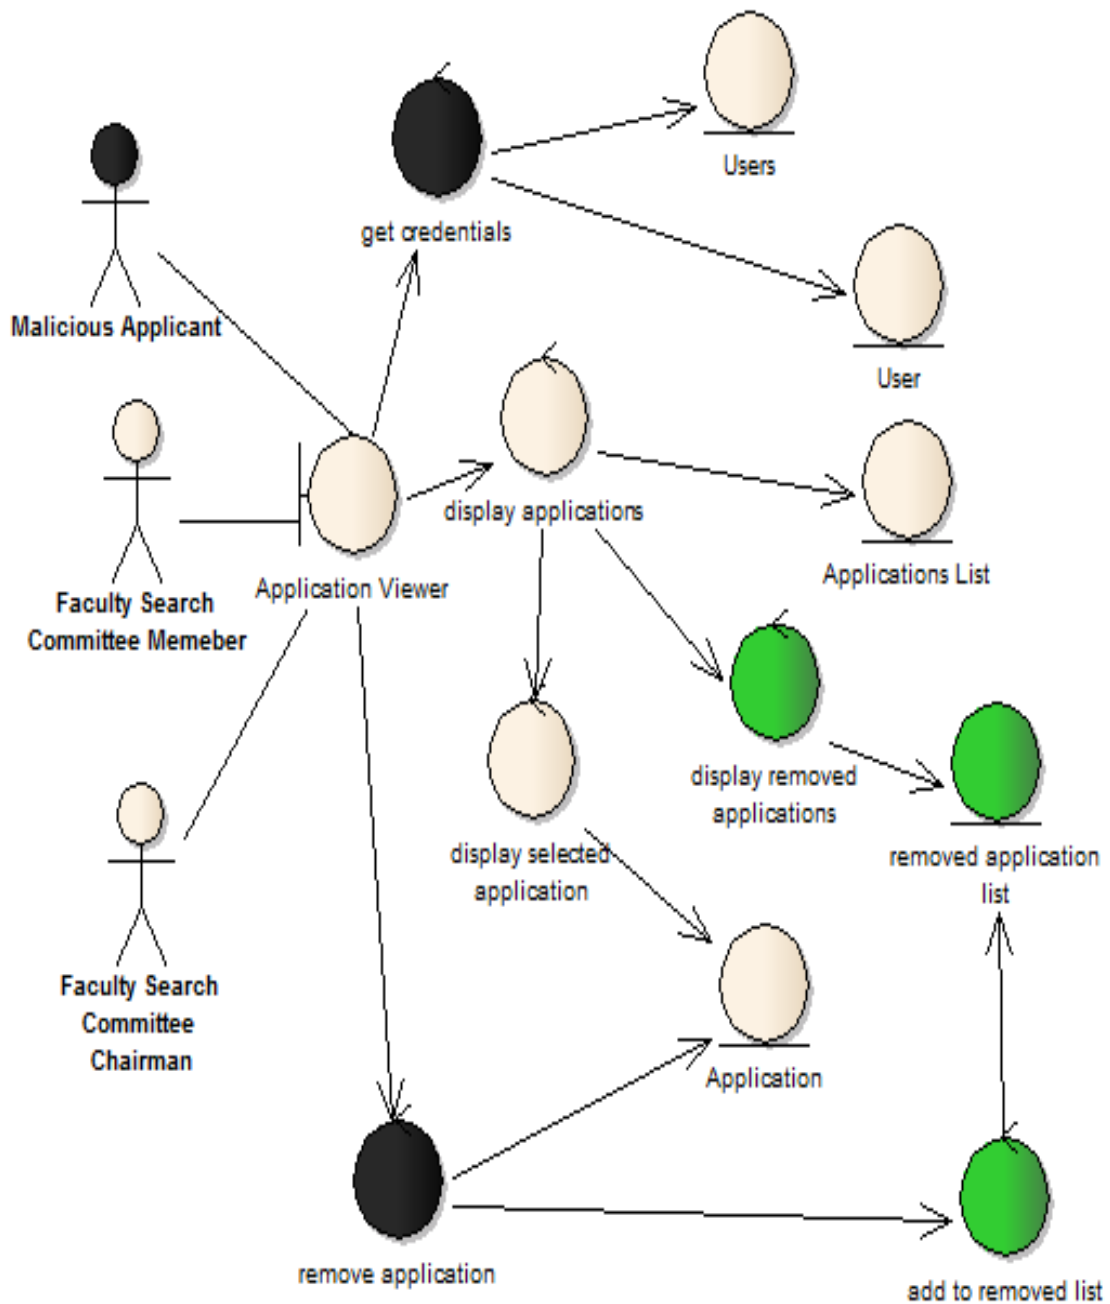 Users
get credentials
Malicious Applicant
User
display applications
Applications List
Application Viewer
Faculty Search
Committee Memeber
display removed
applications
display selected
application
removed application
list
Faculty Search
Committee
Chairman
Application
remove application
add to removed list